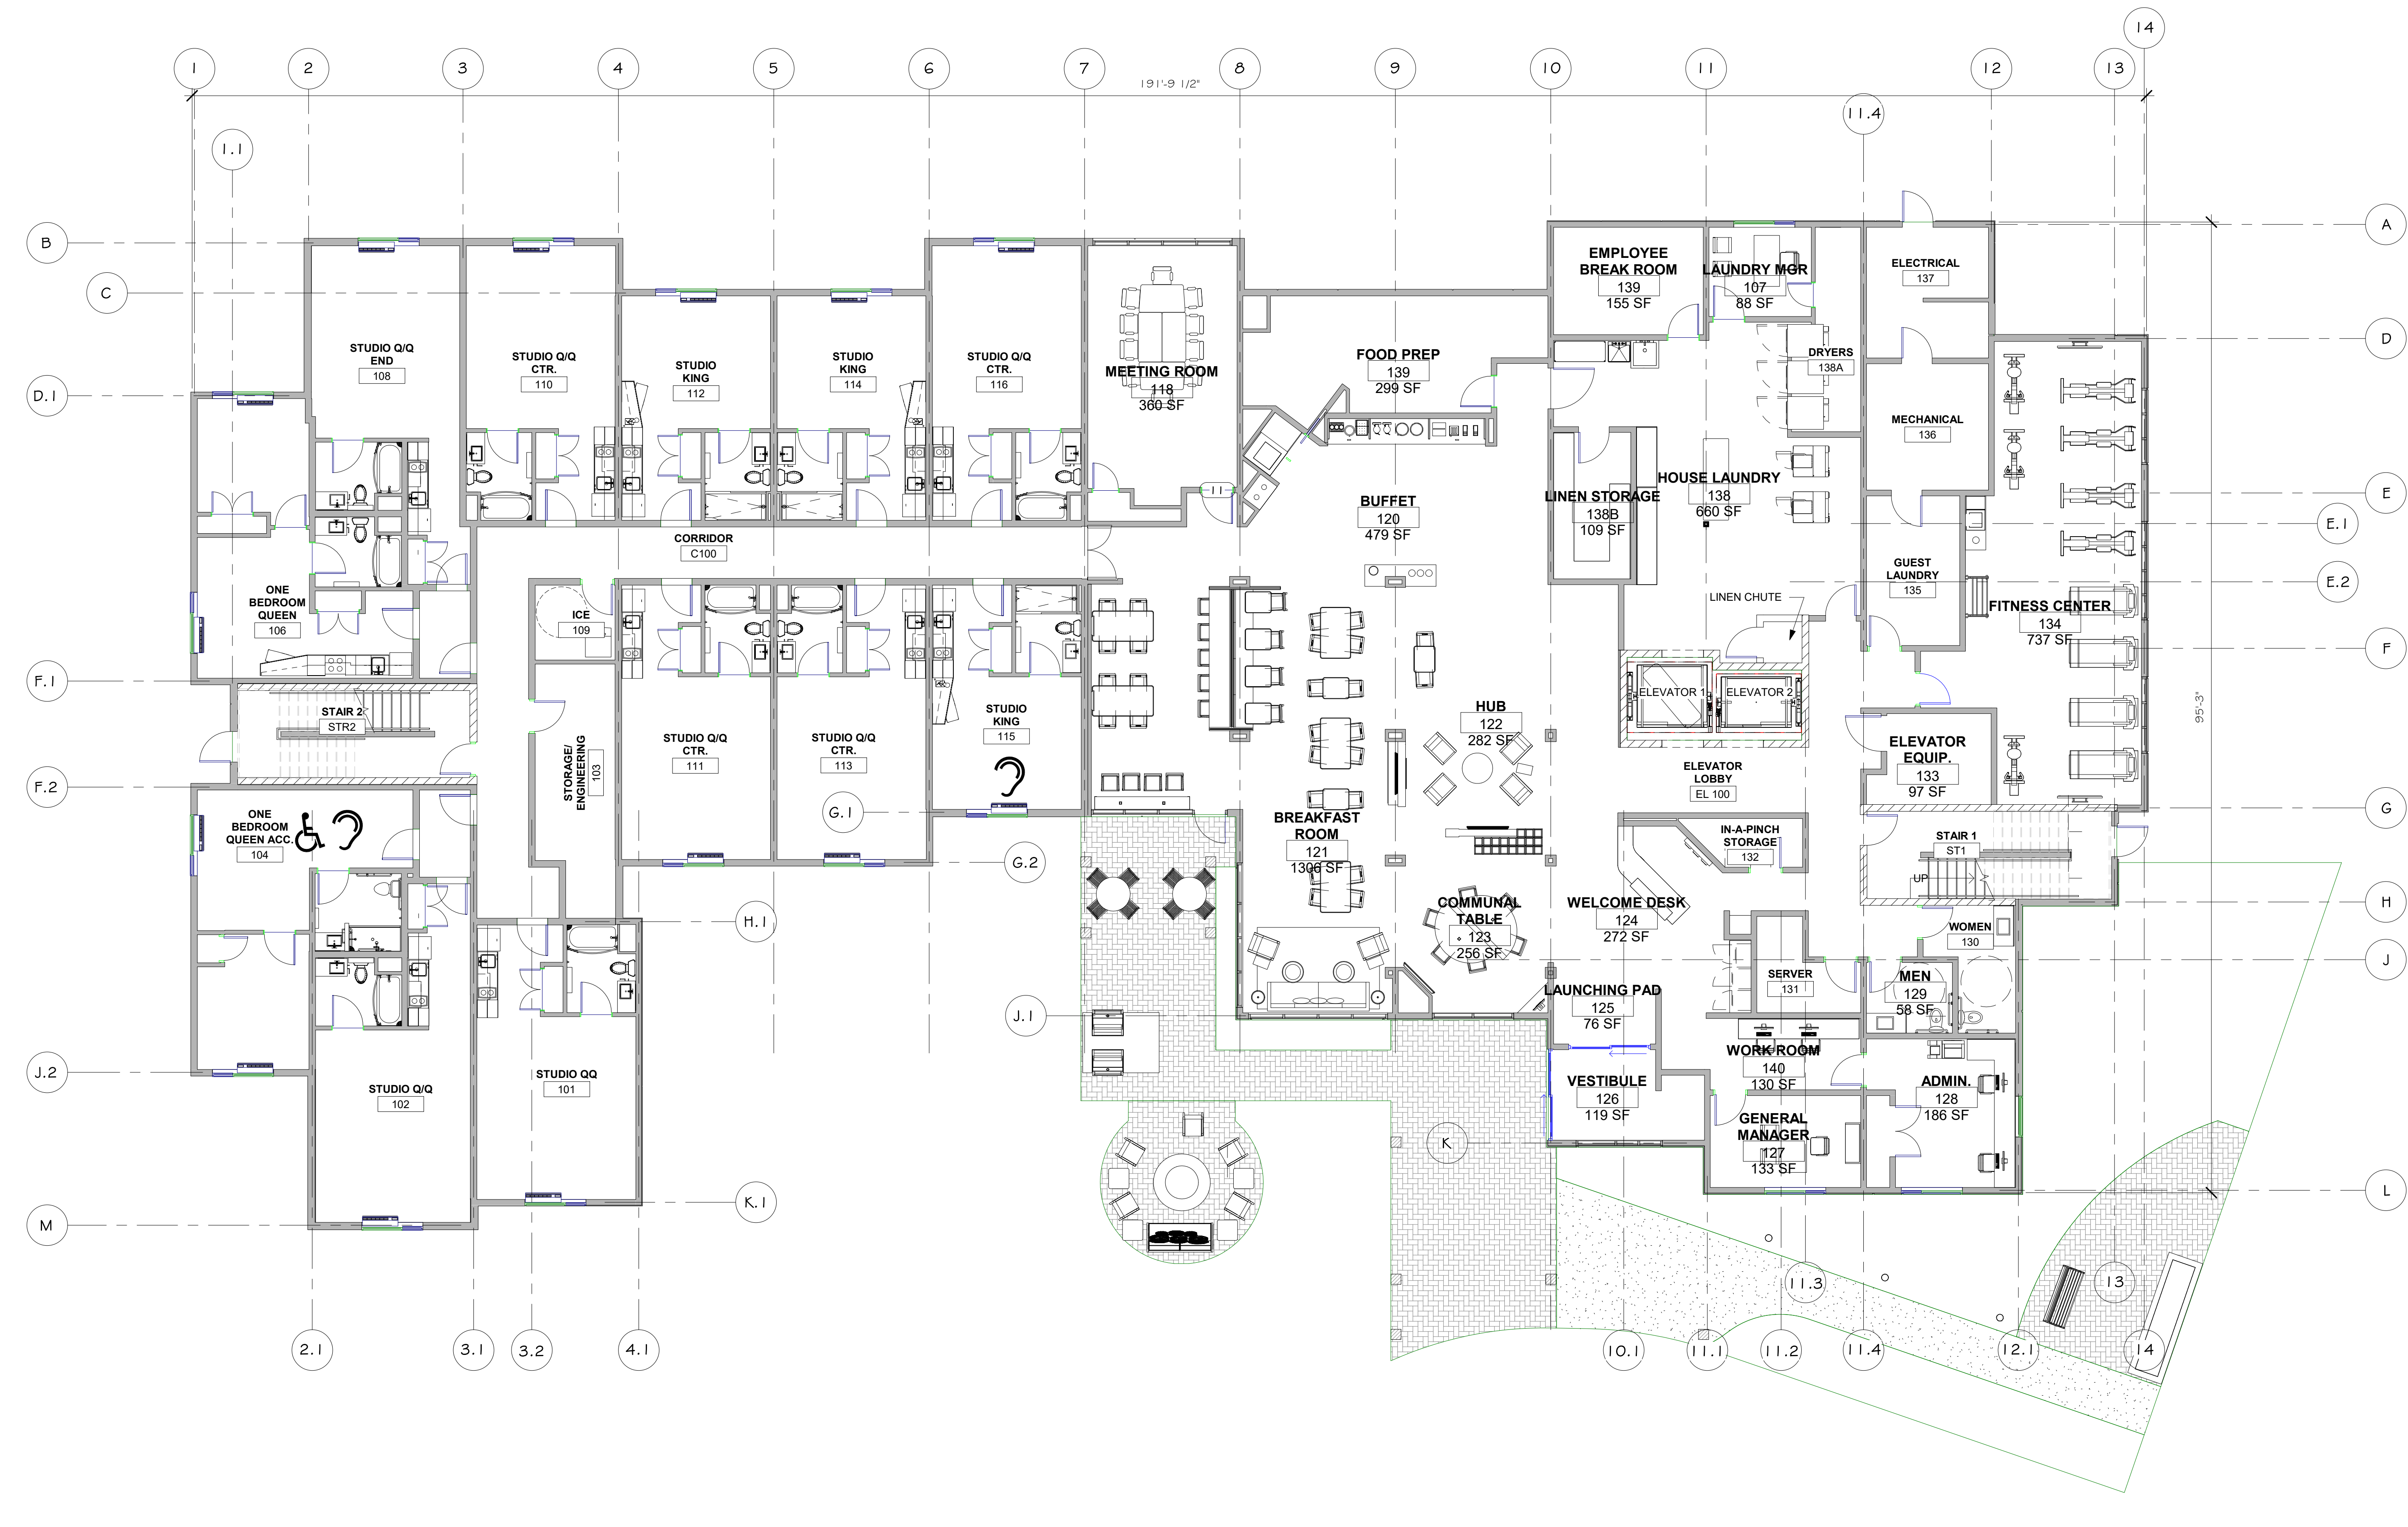 14
1
2
3
4
5
6
7
8
9
10
11
12
13
191'-9 1/2"
11.4
1.1
A
B
C
D
D.1
E
E.1
E.2
F
F.1
F.2
G
G.1
G.2
H
H.1
J
J.1
J.2
K
K.1
L
M
95'-3"
STUDIO Q/Q
END
108
STUDIO Q/Q
CTR.
110
STUDIO
KING
112
STUDIO
KING
114
STUDIO Q/Q
CTR.
116
MEETING ROOM
118
360 SF
11
FOOD PREP
139
299 SF
EMPLOYEE
BREAK ROOM
139
155 SF
LAUNDRY MGR
107
88 SF
ELECTRICAL
137
DRYERS
138A
MECHANICAL
136
HOUSE LAUNDRY
138
660 SF
LINEN STORAGE
138B
109 SF
BUFFET
120
479 SF
CORRIDOR
C100
GUEST
LAUNDRY
135
FITNESS CENTER
134
737 SF
LINEN CHUTE
ONE
BEDROOM
QUEEN
106
ICE
109
STAIR 2
STR2
STORAGE/
ENGINEERING
103
STUDIO Q/Q
CTR.
111
STUDIO Q/Q
CTR.
113
STUDIO
KING
115
HUB
122
282 SF
ELEVATOR 1
ELEVATOR 2
ELEVATOR
LOBBY
EL 100
ELEVATOR
EQUIP.
133
97 SF
ONE
BEDROOM
QUEEN ACC.
104
BREAKFAST
ROOM
121
1306 SF
IN-A-PINCH
STORAGE
132
STAIR 1
ST1
UP
COMMUNAL
TABLE
123
256 SF
WELCOME DESK
124
272 SF
WOMEN
130
SERVER
131
MEN
129
58 SF
LAUNCHING PAD
125
76 SF
WORK ROOM
140
130 SF
STUDIO Q/Q
102
STUDIO QQ
101
VESTIBULE
126
119 SF
ADMIN.
128
186 SF
GENERAL
MANAGER
127
133 SF
11.3
13
2.1
3.1
3.2
4.1
10.1
11.1
11.2
11.4
12.1
14